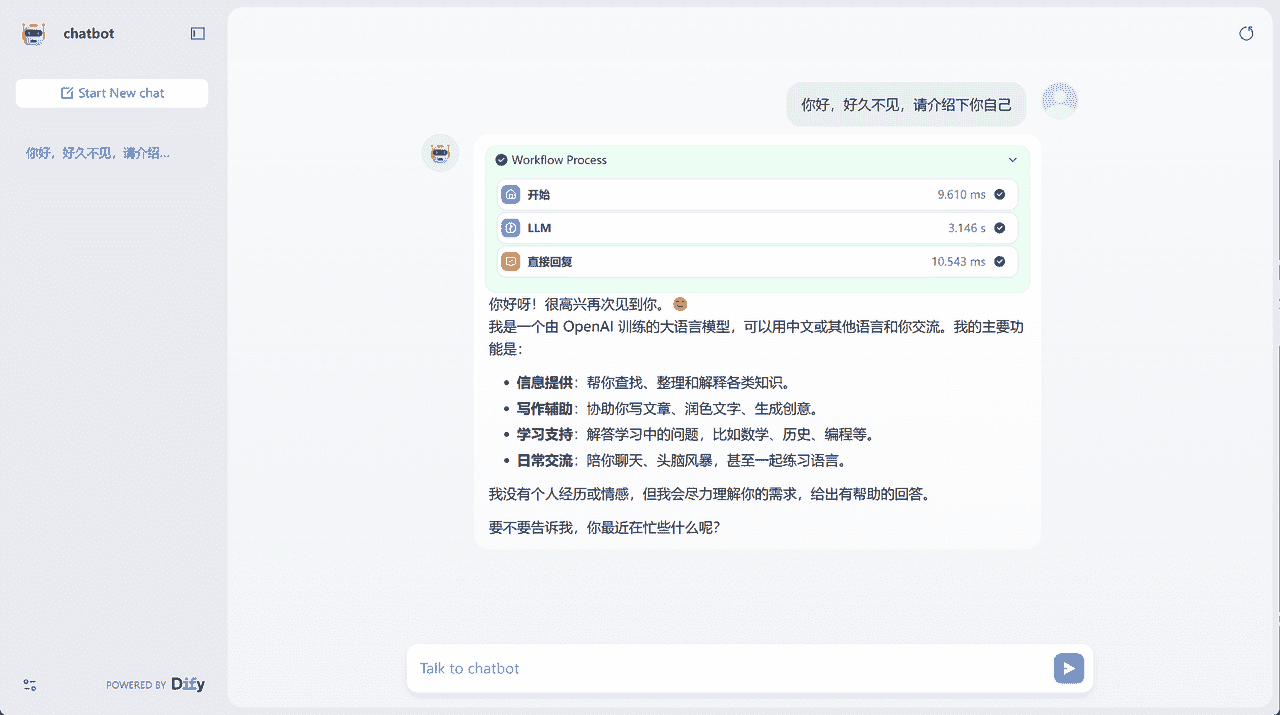 chatbot
Start New chat
你好，好久不见，请介绍...
你好，好久不见，请介绍下你自己
Workflow Process
开始 9.610 ms
LLM 3.146 s
直接回复 10.543 ms
你好呀！很高兴再次见到你。😊
我是一个由 OpenAI 训练的大语言模型，可以用中文或其他语言和你交流。我的主要功
能是：
• 信息提供：帮你查找、整理和解释各类知识。
• 写作辅助：协助你写文章、润色文字、生成创意。
• 学习支持：解答学习中的问题，比如数学、历史、编程等。
• 日常交流：陪你聊天、头脑风暴，甚至一起练习语言。
我没有个人经历或情感，但我会尽力理解你的需求，给出有帮助的回答。
要不要告诉我，你最近在忙些什么呢？
Talk to chatbot
POWERED BY Dify